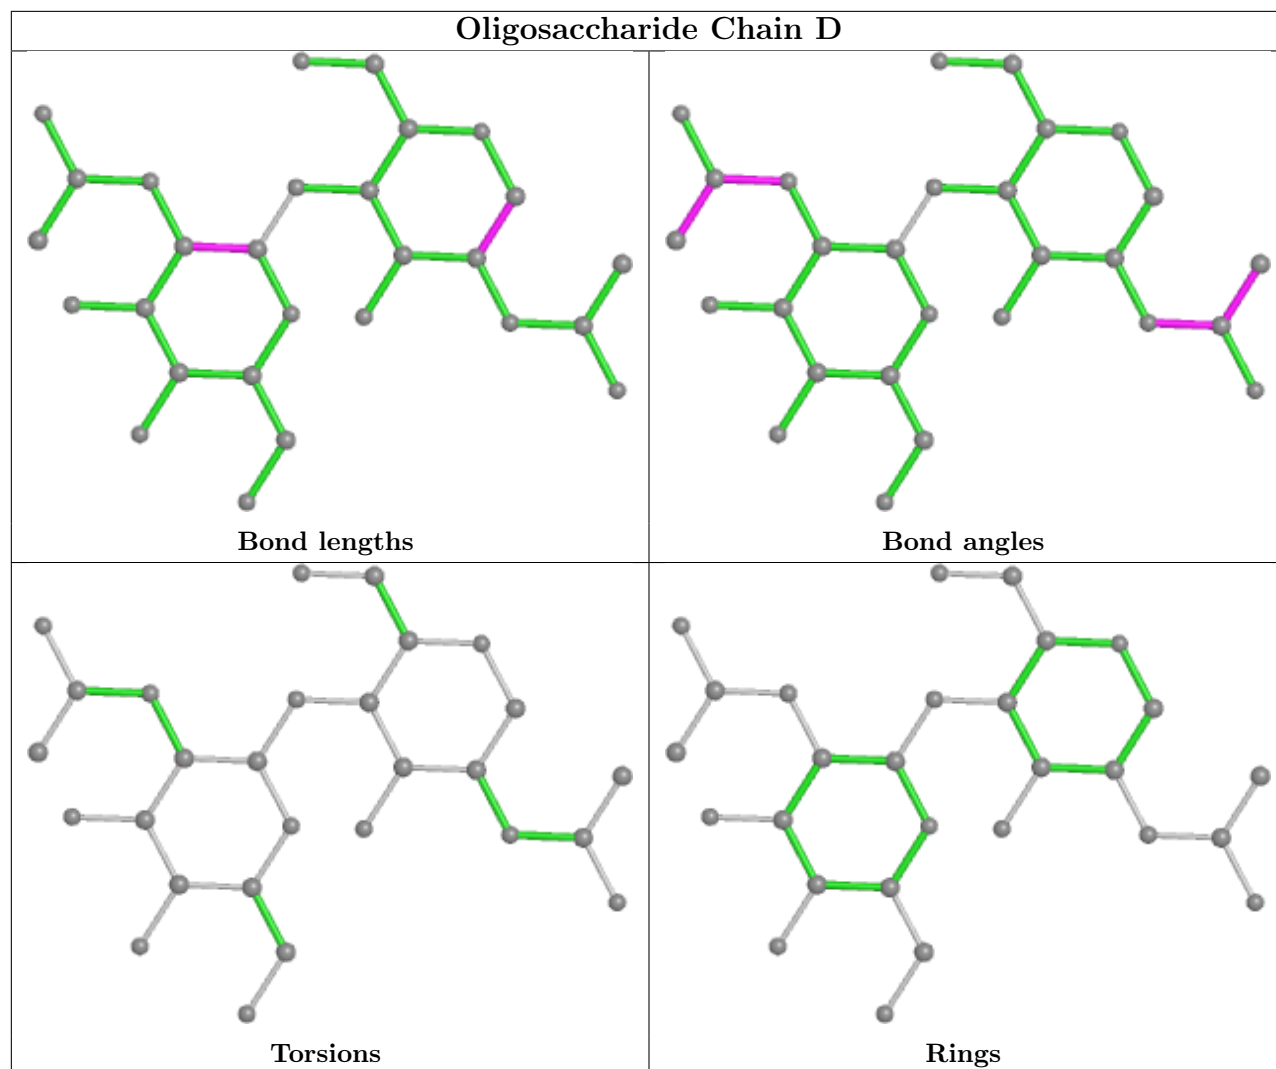 Oligosaccharide Chain D
Bond lengths
Bond angles
Torsions
Rings